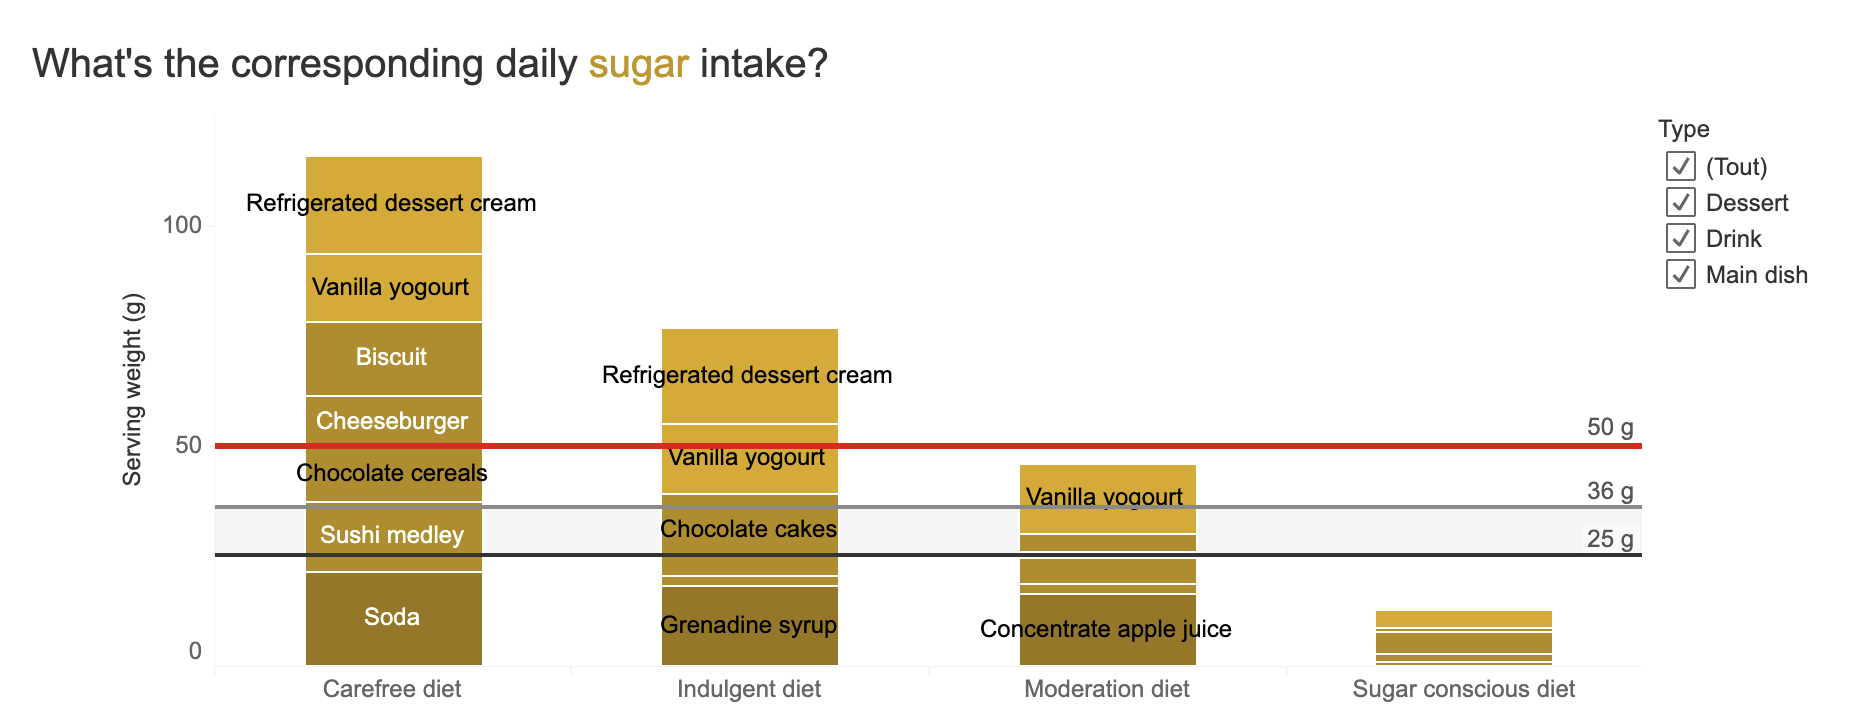 What's the corresponding daily sugar intake?
Type
(Tout)
Dessert
Drink
Main dish
Serving weight (g)
100
50
0
Refrigerated dessert cream
Vanilla yogourt
Biscuit
Cheeseburger
Chocolate cereals
Sushi medley
Soda
Refrigerated dessert cream
Vanilla yogourt
Chocolate cakes
Grenadine syrup
Vanilla yogourt
Concentrate apple juice
50 g
36 g
25 g
Carefree diet
Indulgent diet
Moderation diet
Sugar conscious diet